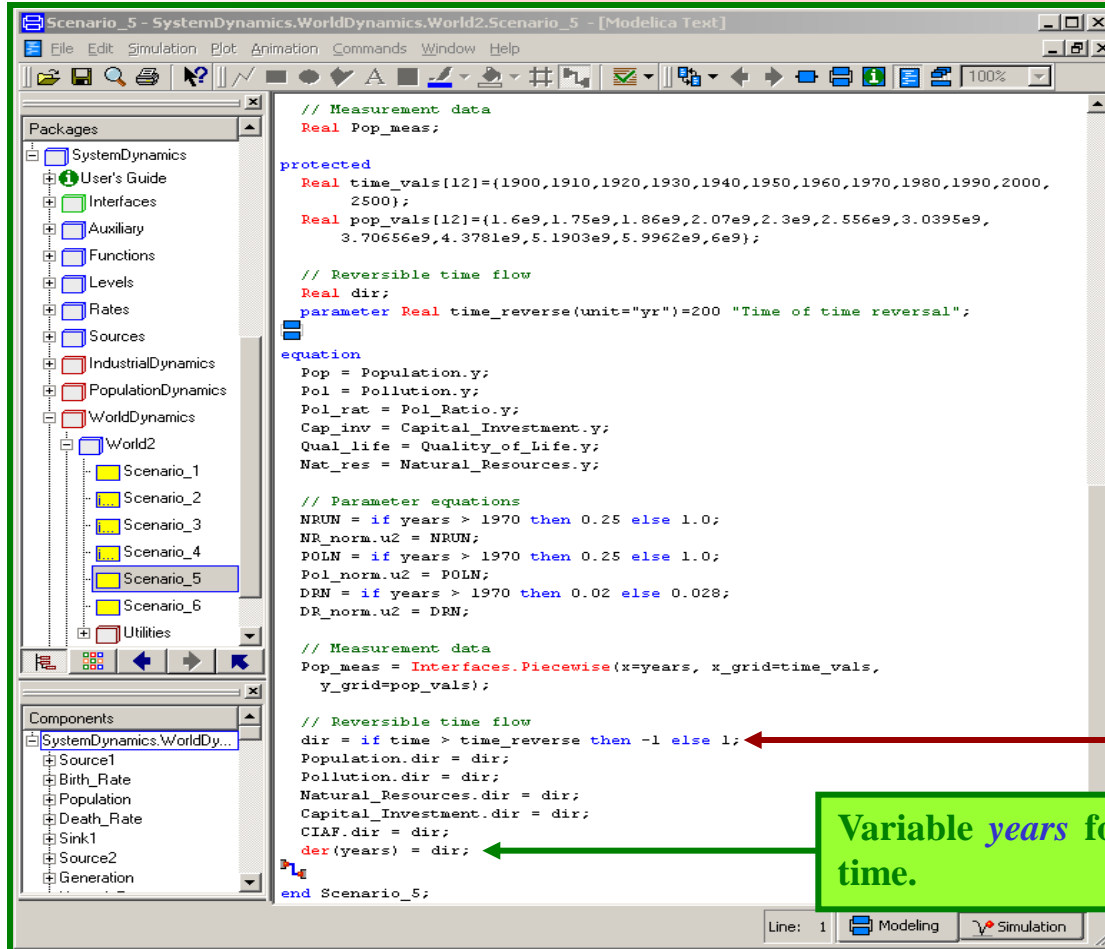 Scenario_5 - SystemDynamics.WorldDynamics.World2.Scenario_5 - [Modelica Text]
File Edit Simulation Plot Animation Commands Window Help
100%
Packages
SystemDynamics
User's Guide
Interfaces
Auxiliary
Functions
Levels
Rates
Sources
IndustrialDynamics
PopulationDynamics
WorldDynamics
World2
Scenario_1
i... Scenario_2
i... Scenario_3
i... Scenario_4
Scenario_5
Scenario_6
Utilities
Components
SystemDynamics.WorldDy...
Source1
Birth_Rate
Population
Death_Rate
Sink1
Source2
Generation
// Measurement data
Real Pop_meas;
protected
Real time_vals[12]={1900,1910,1920,1930,1940,1950,1960,1970,1980,1990,2000,
2500};
Real pop_vals[12]={1.6e9,1.75e9,1.86e9,2.07e9,2.3e9,2.556e9,3.0395e9,
3.70656e9,4.3781e9,5.1903e9,5.9962e9,6e9};
// Reversible time flow
Real dir;
parameter Real time_reverse(unit="yr")=200 "Time of time reversal";
equation
Pop = Population.y;
Pol = Pollution.y;
Pol_rat = Pol_Ratio.y;
Cap_inv = Capital_Investment.y;
Qual_life = Quality_of_Life.y;
Nat_res = Natural_Resources.y;
// Parameter equations
NRUN = if years > 1970 then 0.25 else 1.0;
NR_norm.u2 = NRUN;
POLN = if years > 1970 then 0.25 else 1.0;
Pol_norm.u2 = POLN;
DRN = if years > 1970 then 0.02 else 0.028;
DR_norm.u2 = DRN;
// Measurement data
Pop_meas = Interfaces.Piecewise(x=years, x_grid=time_vals,
y_grid=pop_vals);
// Reversible time flow
dir = if time > time_reverse then -1 else 1;
Population.dir = dir;
Pollution.dir = dir;
Natural_Resources.dir = dir;
Capital_Investment.dir = dir;
CIAF.dir = dir;
der(years) = dir;
end Scenario_5;
Variable years fo
time.
Line: 1 Modeling Simulation